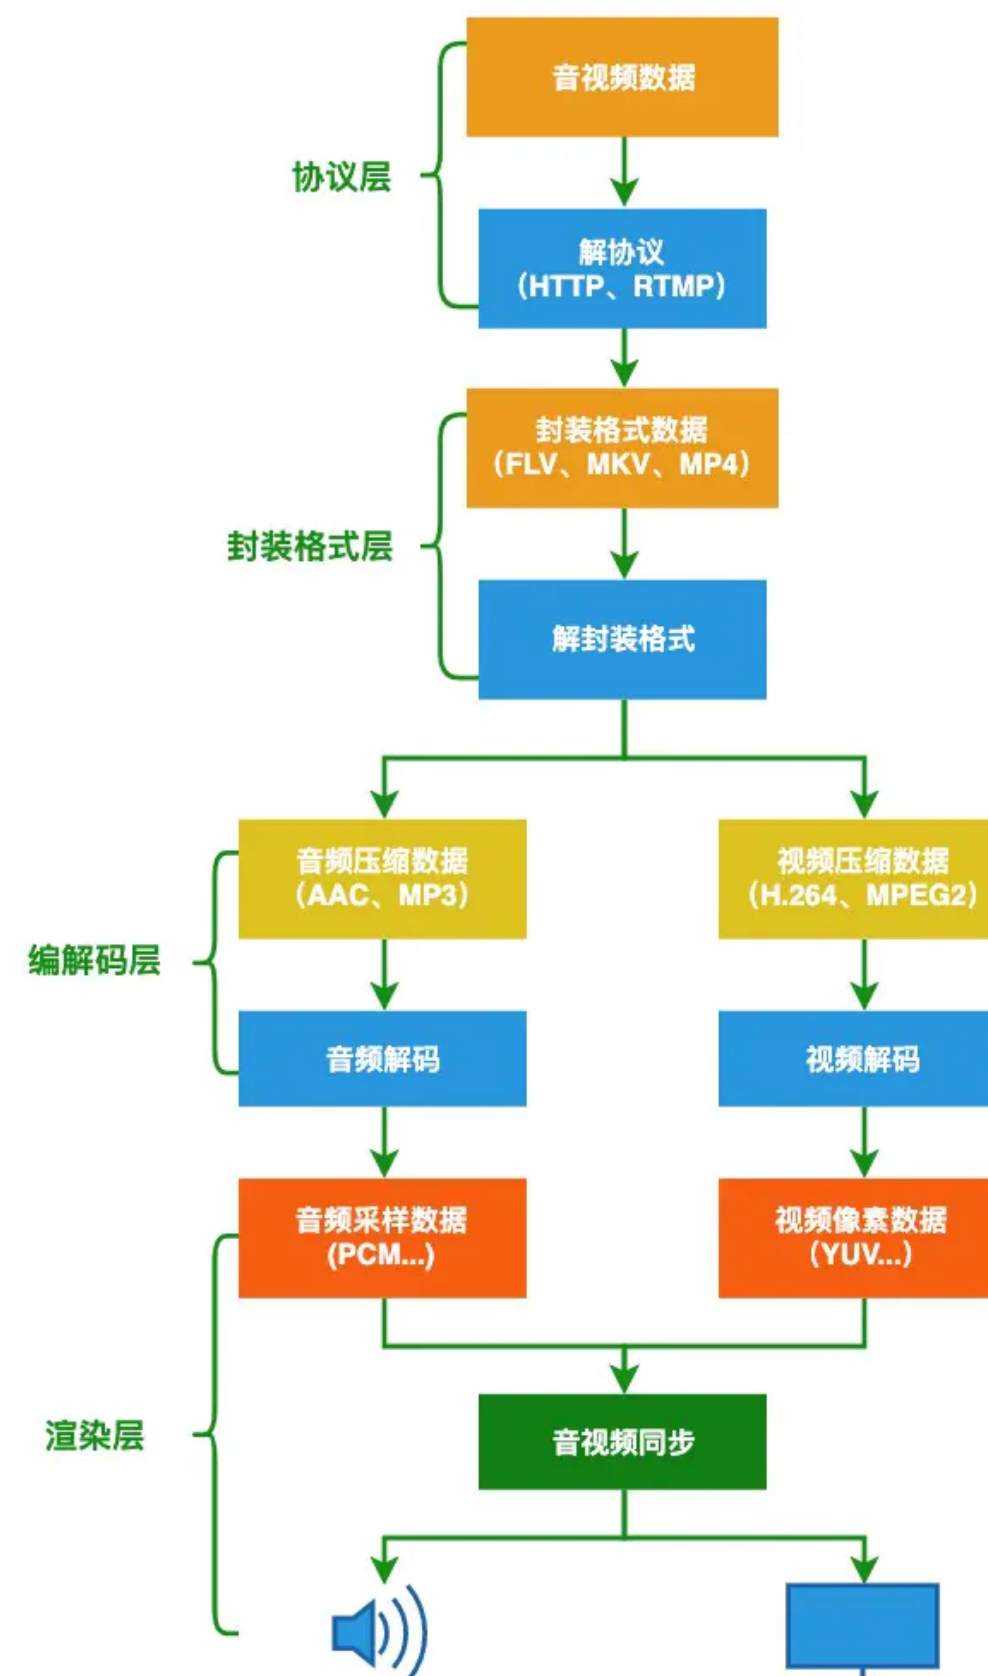 音视频数据
协议层
解协议
（HTTP、RTMP）
封装格式数据
（FLV、MKV、MP4）
封装格式层
解封装格式
音频压缩数据
（AAC、MP3）
视频压缩数据
（H.264、MPEG2）
编解码层
音频解码
视频解码
音频采样数据
(PCM...)
视频像素数据
（YUV...）
渲染层
音视频同步